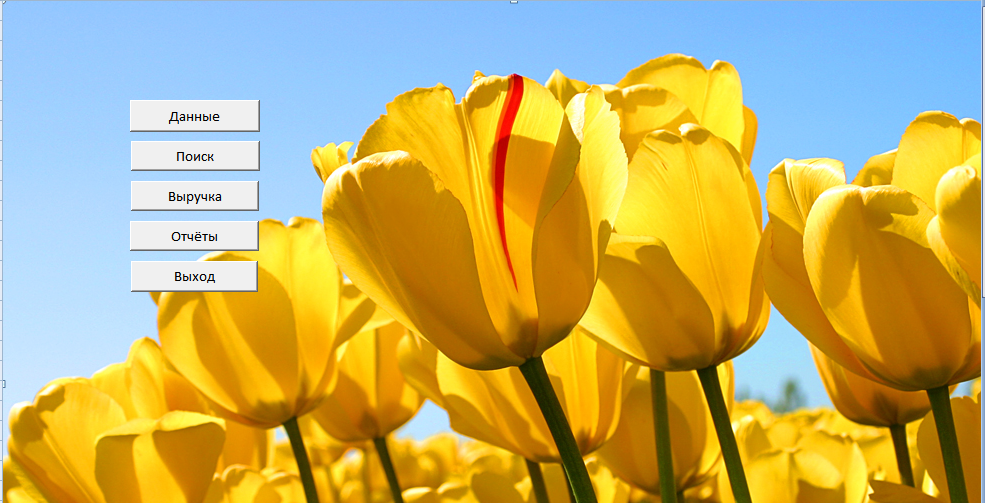 Данные
Поиск
Выручка
Отчёты
Выход